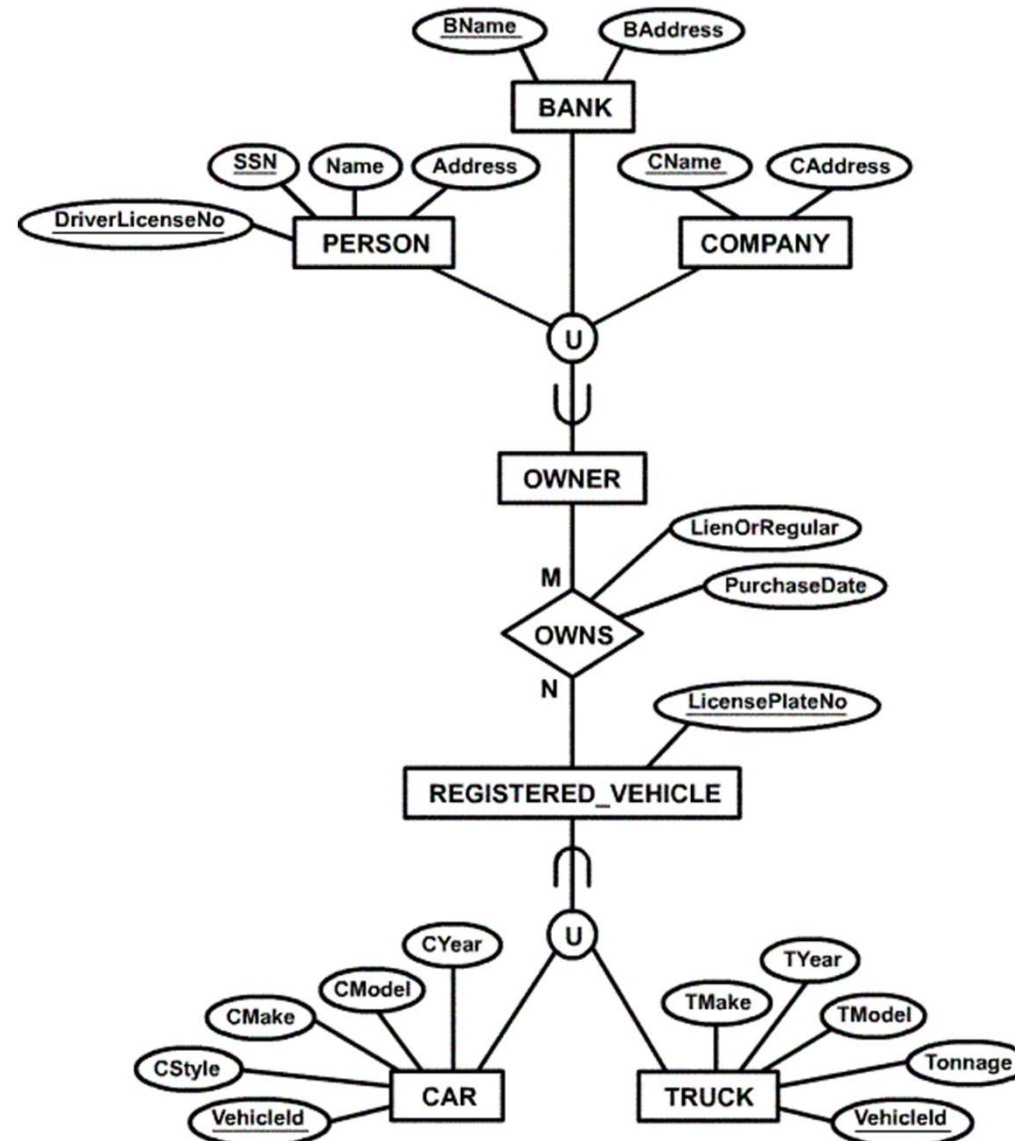 BName
BAddress
BANK
SSN
Name
Address
CName
CAddress
DriverLicenseNo
PERSON
COMPANY
U
OWNER
LienOrRegular
M
PurchaseDate
OWNS
N
LicensePlateNo
REGISTERED_VEHICLE
U
CYear
TYear
CModel
TMake
CMake
TModel
CStyle
Tonnage
CAR
TRUCK
VehicleId
VehicleId